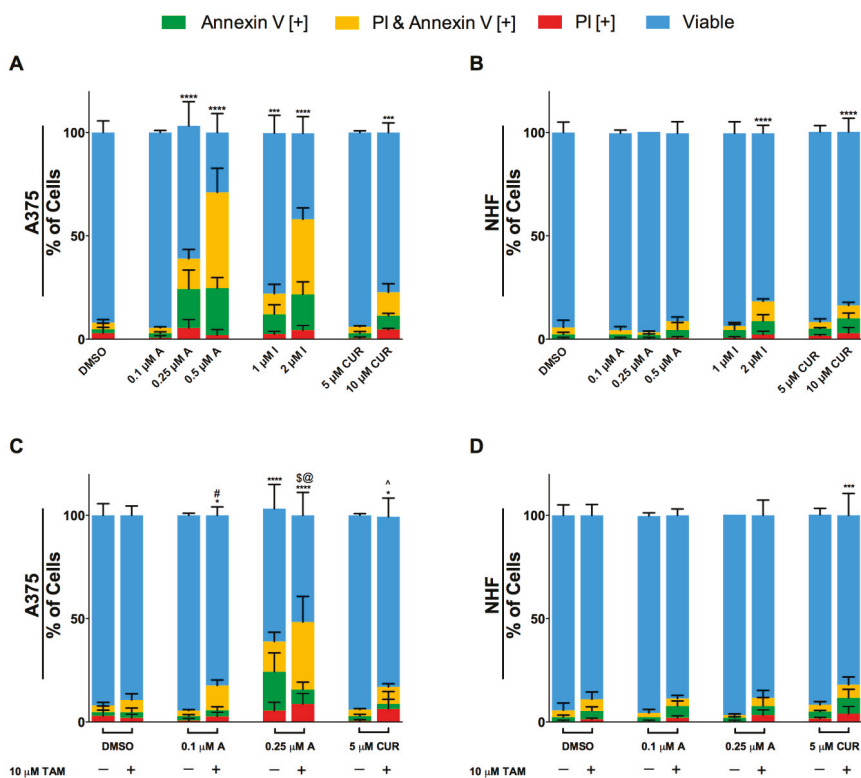 Annexin V [+] PI & Annexin V [+] PI [+] Viable
A
A375
% of Cells
100
50
0
**** **** *** **** ***
DMSO 0.1 μM A 0.25 μM A 0.5 μM A 1 μM I 2 μM I 5 μM CUR 10 μM CUR
B
NHF
% of Cells
100
50
0
**** ****
DMSO 0.1 μM A 0.25 μM A 0.5 μM A 1 μM I 2 μM I 5 μM CUR 10 μM CUR
C
A375
% of Cells
100
50
0
# $@ ^
* **** **** *
DMSO 0.1 μM A 0.25 μM A 5 μM CUR
10 μM TAM — + — + — + — +
D
NHF
% of Cells
100
50
0
***
DMSO 0.1 μM A 0.25 μM A 5 μM CUR
10 μM TAM — + — + — + — +